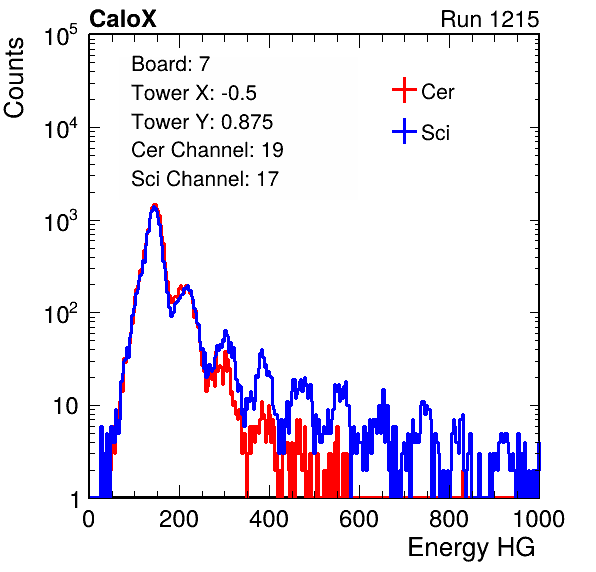 CaloX Run 1215
Counts
10^5
10^4
10^3
10^2
10
1
Board: 7
Tower X: -0.5
Tower Y: 0.875
Cer Channel: 19
Sci Channel: 17
Cer
Sci
0 200 400 600 800 1000
Energy HG